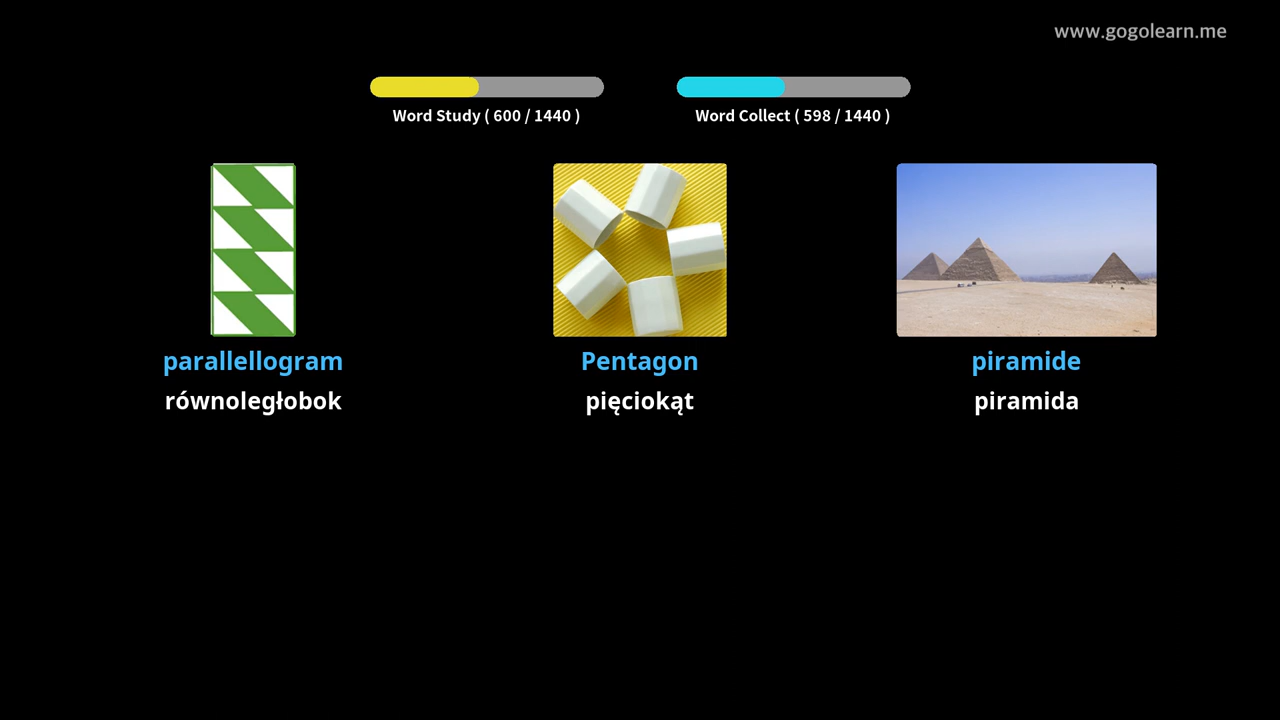 www.gogolearn.me
Word Study ( 600 / 1440 )
Word Collect ( 598 / 1440 )
parallellogram
równoległobok
Pentagon
pięciokąt
piramide
piramida